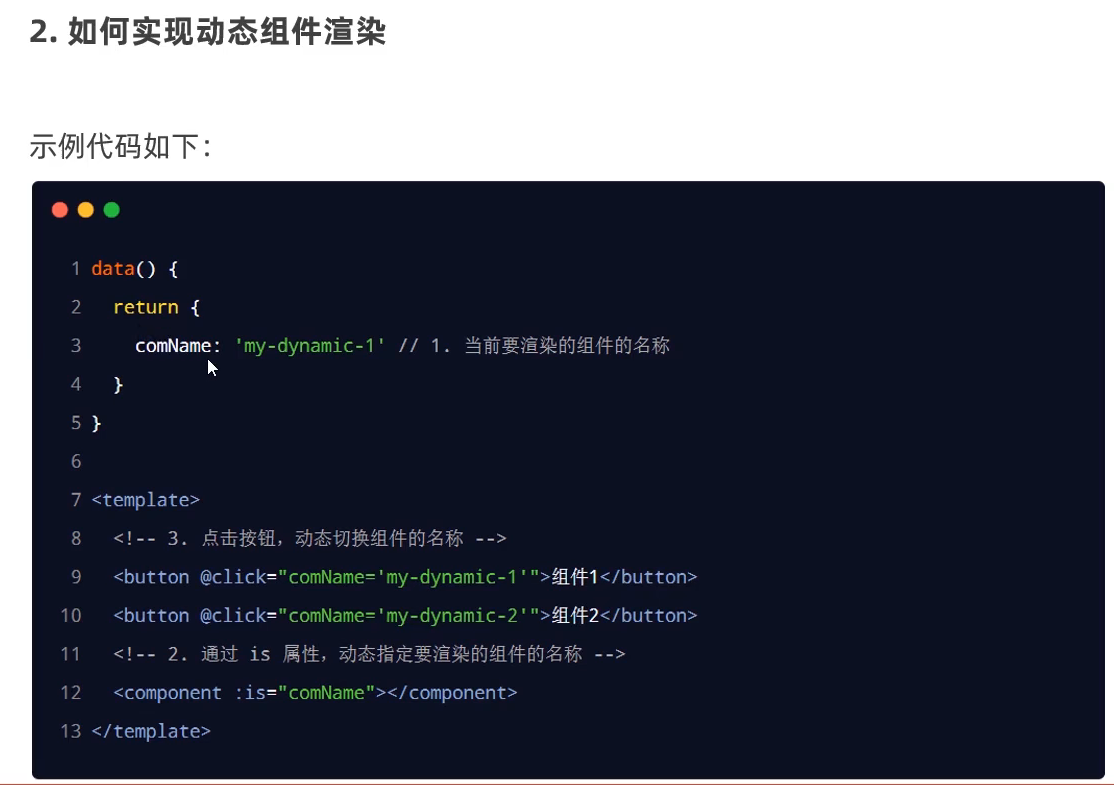 2. 如何实现动态组件渲染
示例代码如下：
1 data() {
2   return {
3     comName: 'my-dynamic-1' // 1. 当前要渲染的组件的名称
4   }
5 }
6
7 <template>
8   <!-- 3. 点击按钮，动态切换组件的名称 -->
9   <button @click="comName='my-dynamic-1'">组件1</button>
10   <button @click="comName='my-dynamic-2'">组件2</button>
11   <!-- 2. 通过 is 属性，动态指定要渲染的组件的名称 -->
12   <component :is="comName"></component>
13 </template>